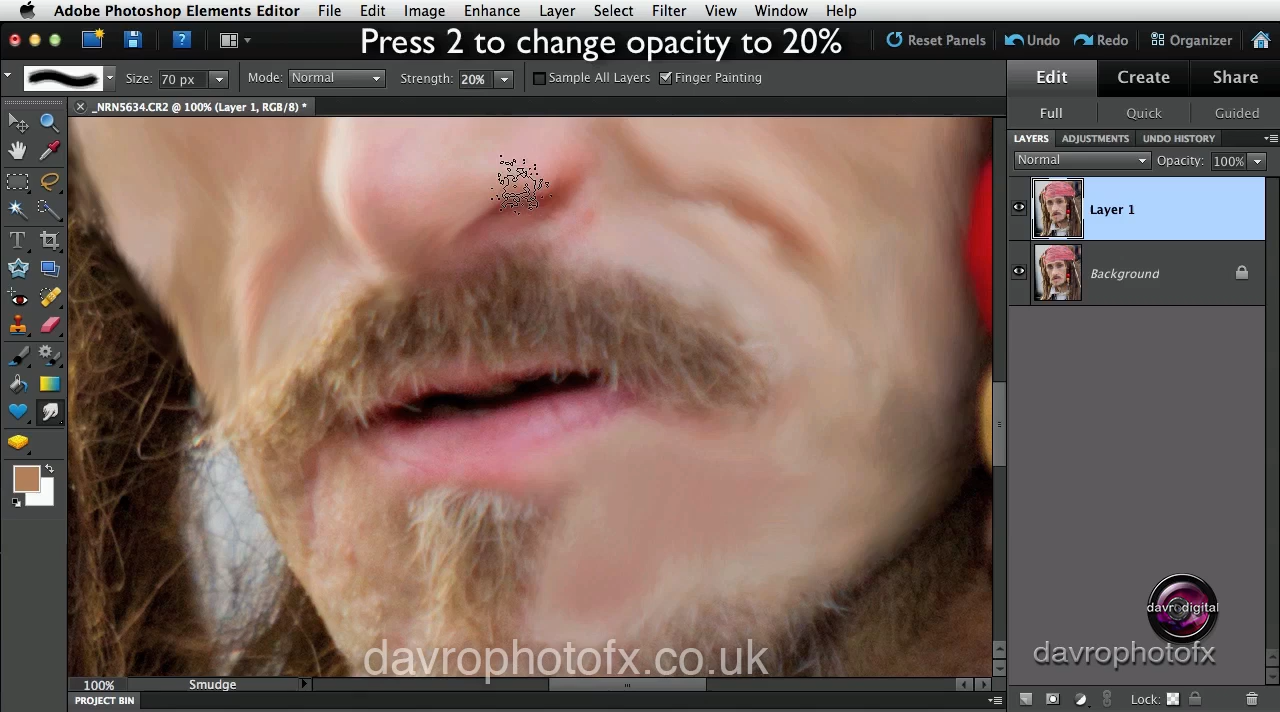 Adobe Photoshop Elements Editor File Edit Image Enhance Layer Select Filter View Window Help
Press 2 to change opacity to 20%
? Reset Panels Undo Redo Organizer
Size: 70 px Mode: Normal Strength: 20% Sample All Layers Finger Painting
Edit Create Share
_NRN5634.CR2 @ 100% (Layer 1, RGB/8) *
Full Quick Guided
LAYERS ADJUSTMENTS UNDO HISTORY
Normal Opacity: 100%
Layer 1
Background
T
davro digital
davrophotofx.co.uk
davrophotofx
100% Smudge
Lock:
PROJECT BIN